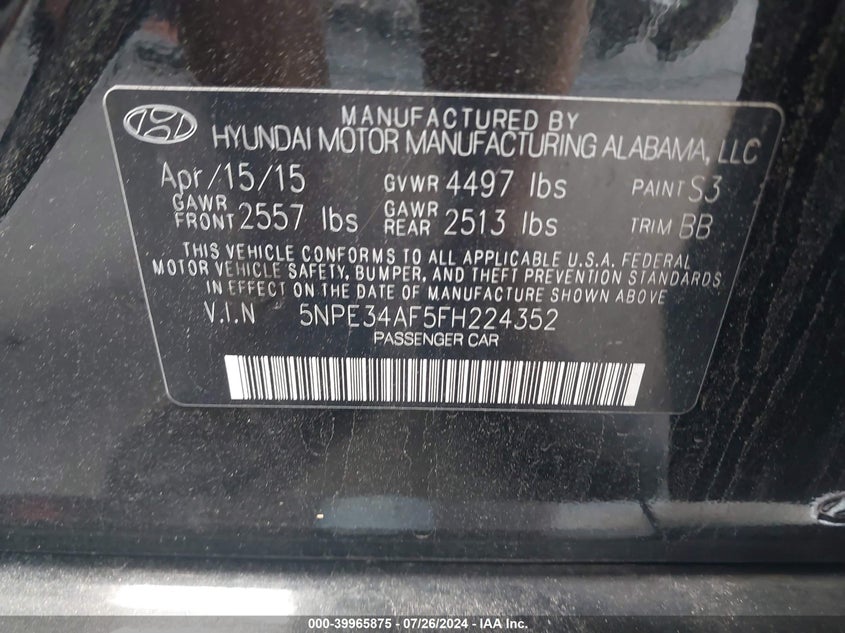 MANUFACTURED BY
HYUNDAI MOTOR MANUFACTURING ALABAMA, LLC
Apr/15/15 GVWR 4497 lbs PAINT S3
GAWR FRONT 2557 lbs GAWR REAR 2513 lbs TRIM BB
THIS VEHICLE CONFORMS TO ALL APPLICABLE U.S.A. FEDERAL
MOTOR VEHICLE SAFETY, BUMPER, AND THEFT PREVENTION STANDARDS
IN EFFECT ON THE DATE OF MANUFACTURE SHOWN ABOVE
V.I.N 5NPE34AF5FH224352
PASSENGER CAR
000-39965875 - 07/26/2024 - © IAA Inc.